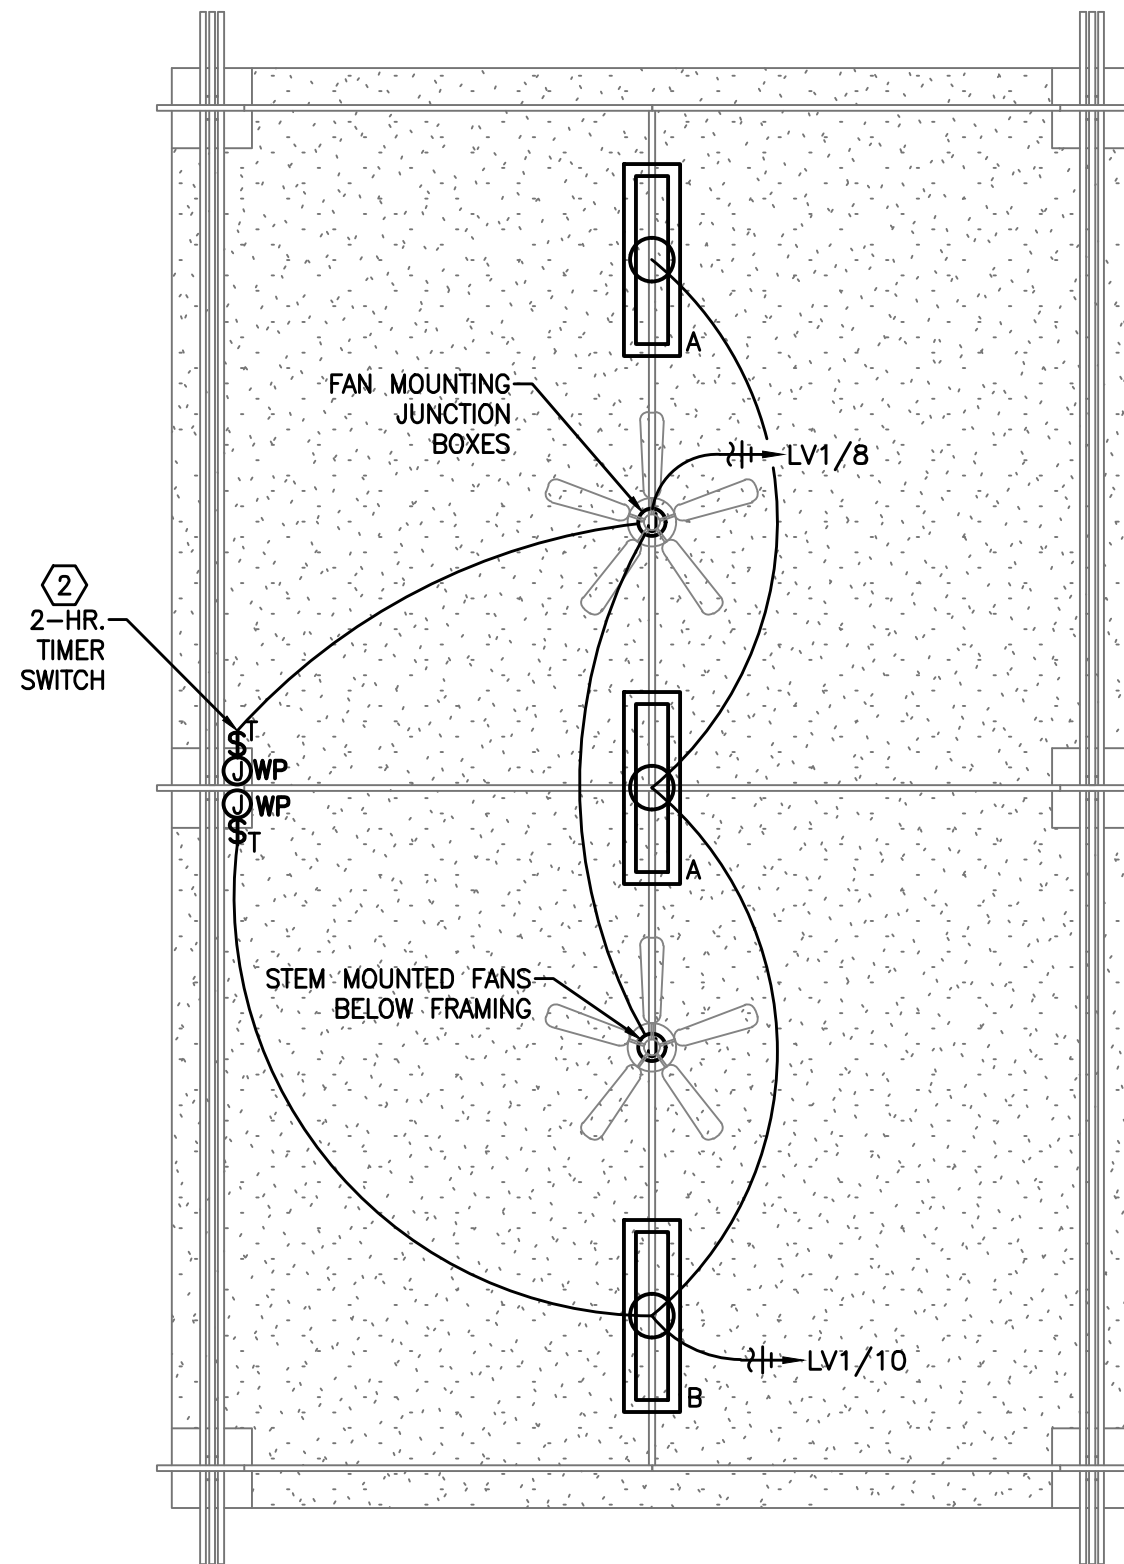 A
FAN MOUNTING
JUNCTION
BOXES
LV1/8
2
2-HR.
TIMER
SWITCH
$T
J WP
J WP
$T
A
STEM MOUNTED FANS
BELOW FRAMING
LV1/10
B